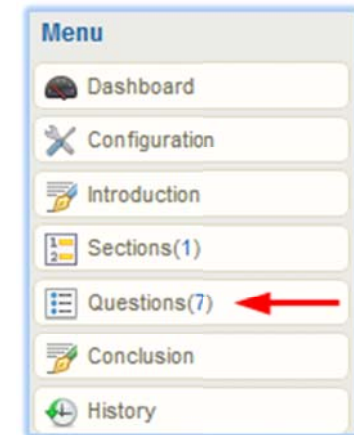 Menu
Dashboard
Configuration
Introduction
Sections(1)
Questions(7)
Conclusion
History